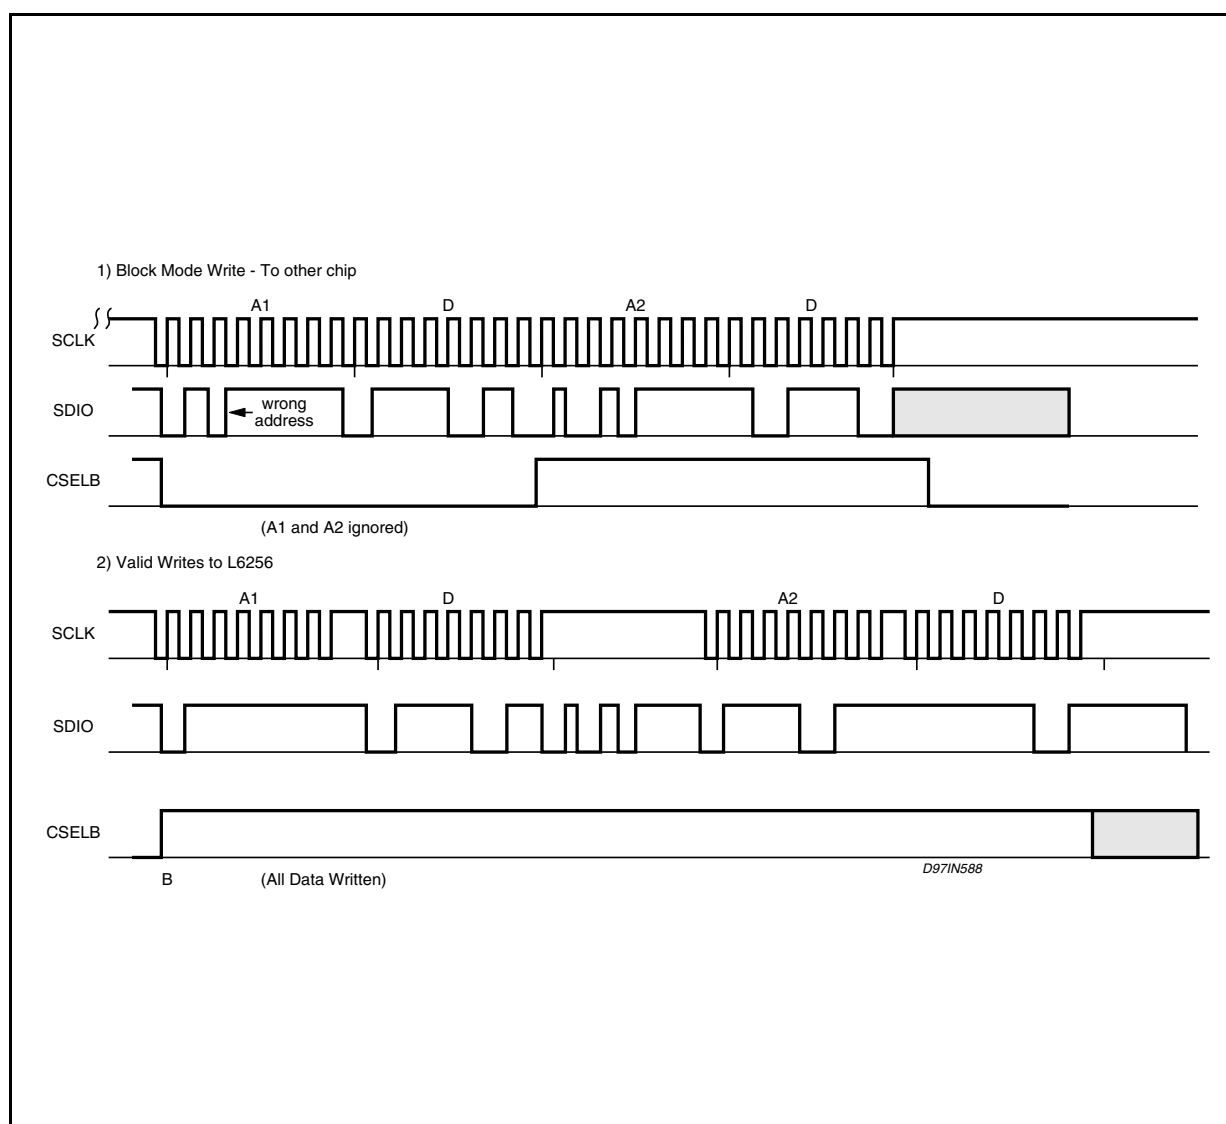 1) Block Mode Write - To other chip
A1 D A2 D
SCLK
SDIO
wrong
address
CSELB
(A1 and A2 ignored)
2) Valid Writes to L6256
A1 D A2 D
SCLK
SDIO
CSELB
D97IN588
B (All Data Written)